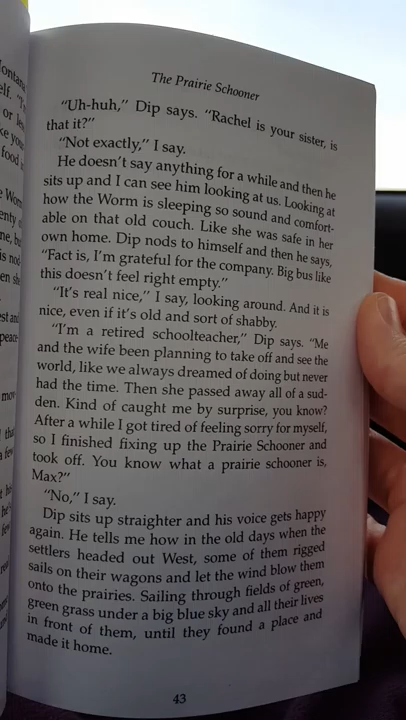 The Prairie Schooner
"Uh-huh," Dip says. "Rachel is your sister, is
that it?"
"Not exactly," I say.
He doesn't say anything for a while and then he
sits up and I can see him looking at us. Looking at
how the Worm is sleeping so sound and comfort-
able on that old couch. Like she was safe in her
own home. Dip nods to himself and then he says,
"Fact is, I'm grateful for the company. Big bus like
this doesn't feel right empty."
"It's real nice," I say, looking around. And it is
nice, even if it's old and sort of shabby.
"I'm a retired schoolteacher," Dip says. "Me
and the wife been planning to take off and see the
world, like we always dreamed of doing but never
had the time. Then she passed away all of a sud-
den. Kind of caught me by surprise, you know?
After a while I got tired of feeling sorry for myself,
so I finished fixing up the Prairie Schooner and
took off. You know what a prairie schooner is,
Max?"
"No," I say.
Dip sits up straighter and his voice gets happy
again. He tells me how in the old days when the
settlers headed out West, some of them rigged
sails on their wagons and let the wind blow them
onto the prairies. Sailing through fields of green,
green grass under a big blue sky and all their lives
in front of them, until they found a place and
made it home.
43